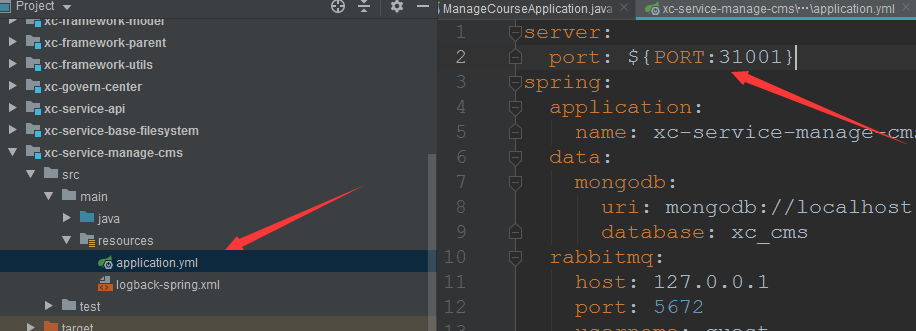 Project
xc-framework-model
xc-framework-parent
xc-framework-utils
xc-govern-center
xc-service-api
xc-service-base-filesystem
xc-service-manage-cms
src
main
java
resources
application.yml
logback-spring.xml
test
target
ManageCourseApplication.java
xc-service-manage-cms\···\application.yml
1 server:
2 port: ${PORT:31001}
3 spring:
4 application:
5 name: xc-service-manage-cms
6 data:
7 mongodb:
8 uri: mongodb://localhost
9 database: xc_cms
10 rabbitmq:
11 host: 127.0.0.1
12 port: 5672
13 username: guest